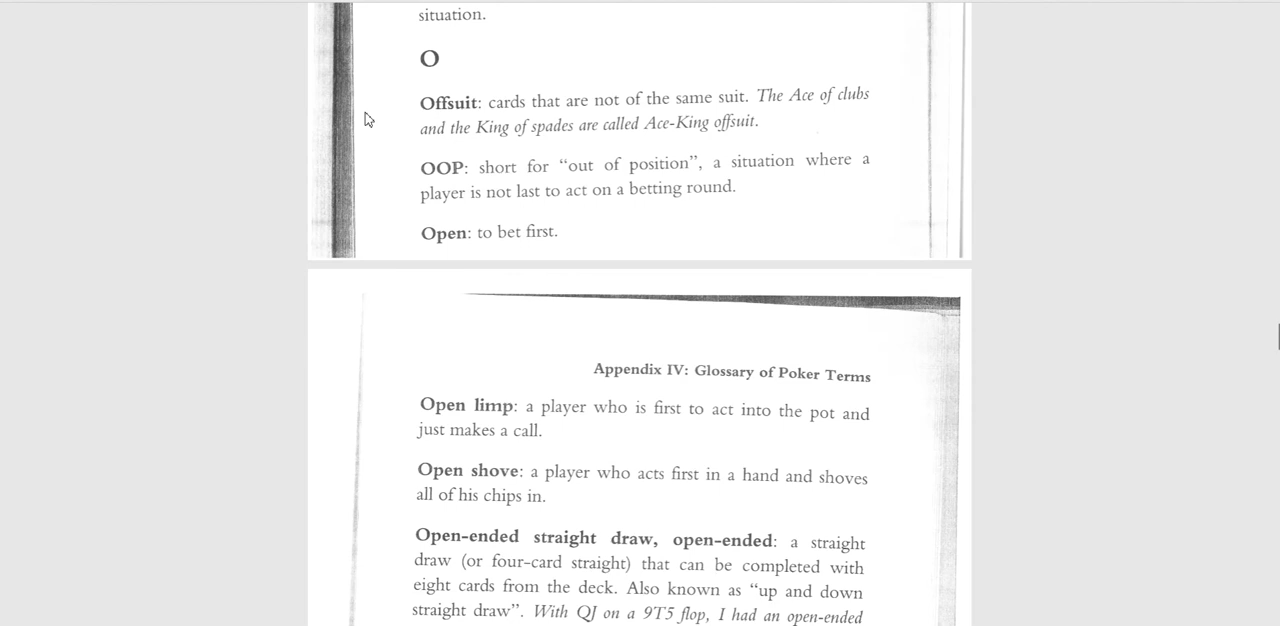 situation.
O
Offsuit: cards that are not of the same suit. The Ace of clubs
and the King of spades are called Ace-King offsuit.
OOP: short for “out of position”, a situation where a
player is not last to act on a betting round.
Open: to bet first.
Appendix IV: Glossary of Poker Terms
Open limp: a player who is first to act into the pot and
just makes a call.
Open shove: a player who acts first in a hand and shoves
all of his chips in.
Open-ended straight draw, open-ended: a straight
draw (or four-card straight) that can be completed with
eight cards from the deck. Also known as “up and down
straight draw”. With QJ on a 9T5 flop, I had an open-ended